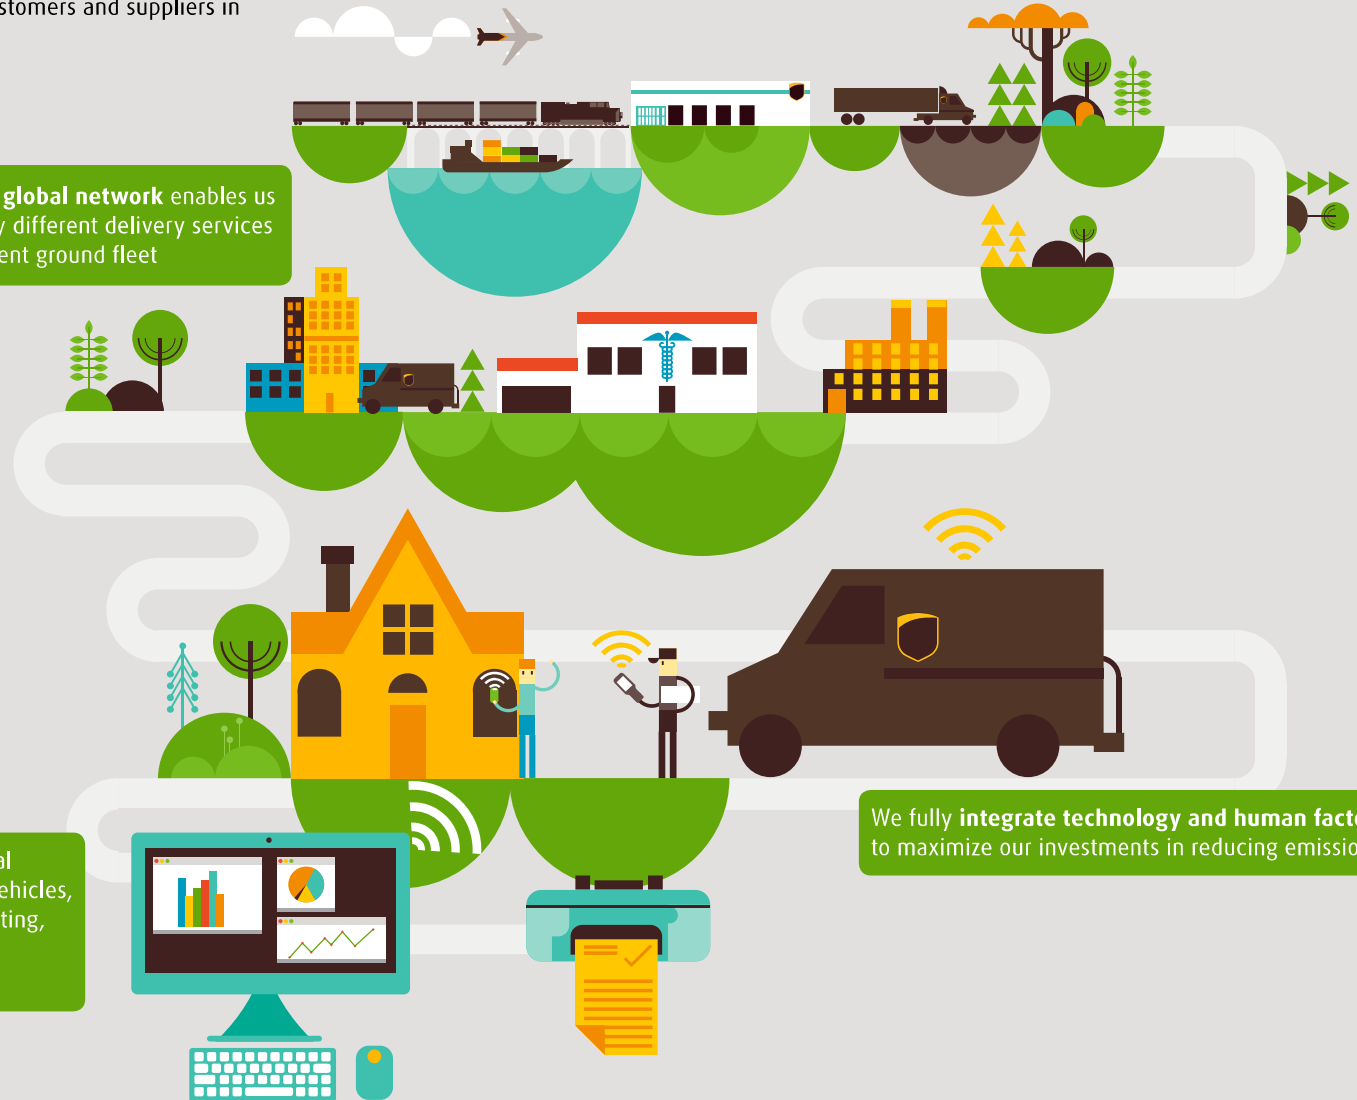 stomers and suppliers in
global network enables us
y different delivery services
ent ground fleet
We fully integrate technology and human facto
to maximize our investments in reducing emissio
al
ehicles,
ting,